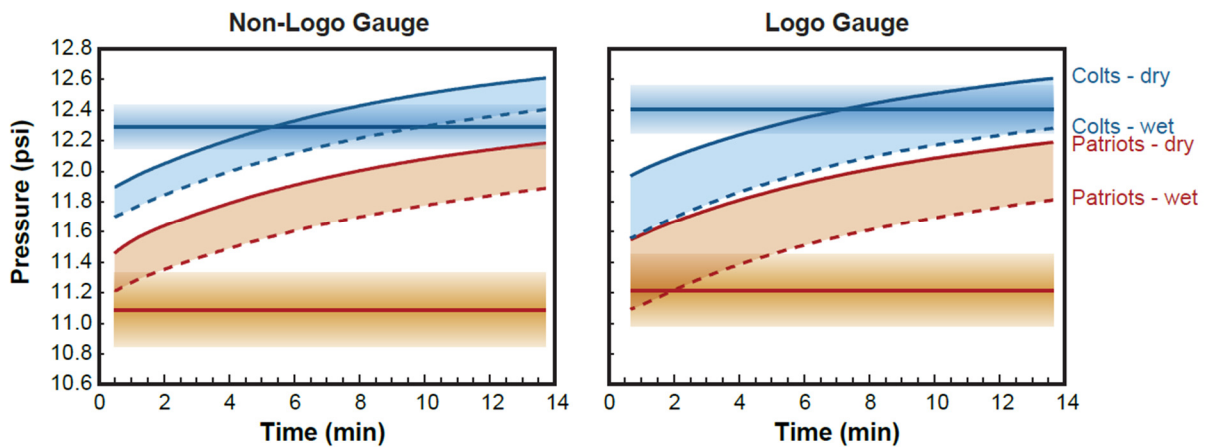 Non-Logo Gauge
Logo Gauge
Pressure (psi)
12.8
12.6
12.4
12.2
12.0
11.8
11.6
11.4
11.2
11.0
10.8
10.6
0 2 4 6 8 10 12 14
0 2 4 6 8 10 12 14
Time (min)
Time (min)
Colts - dry
Colts - wet
Patriots - dry
Patriots - wet